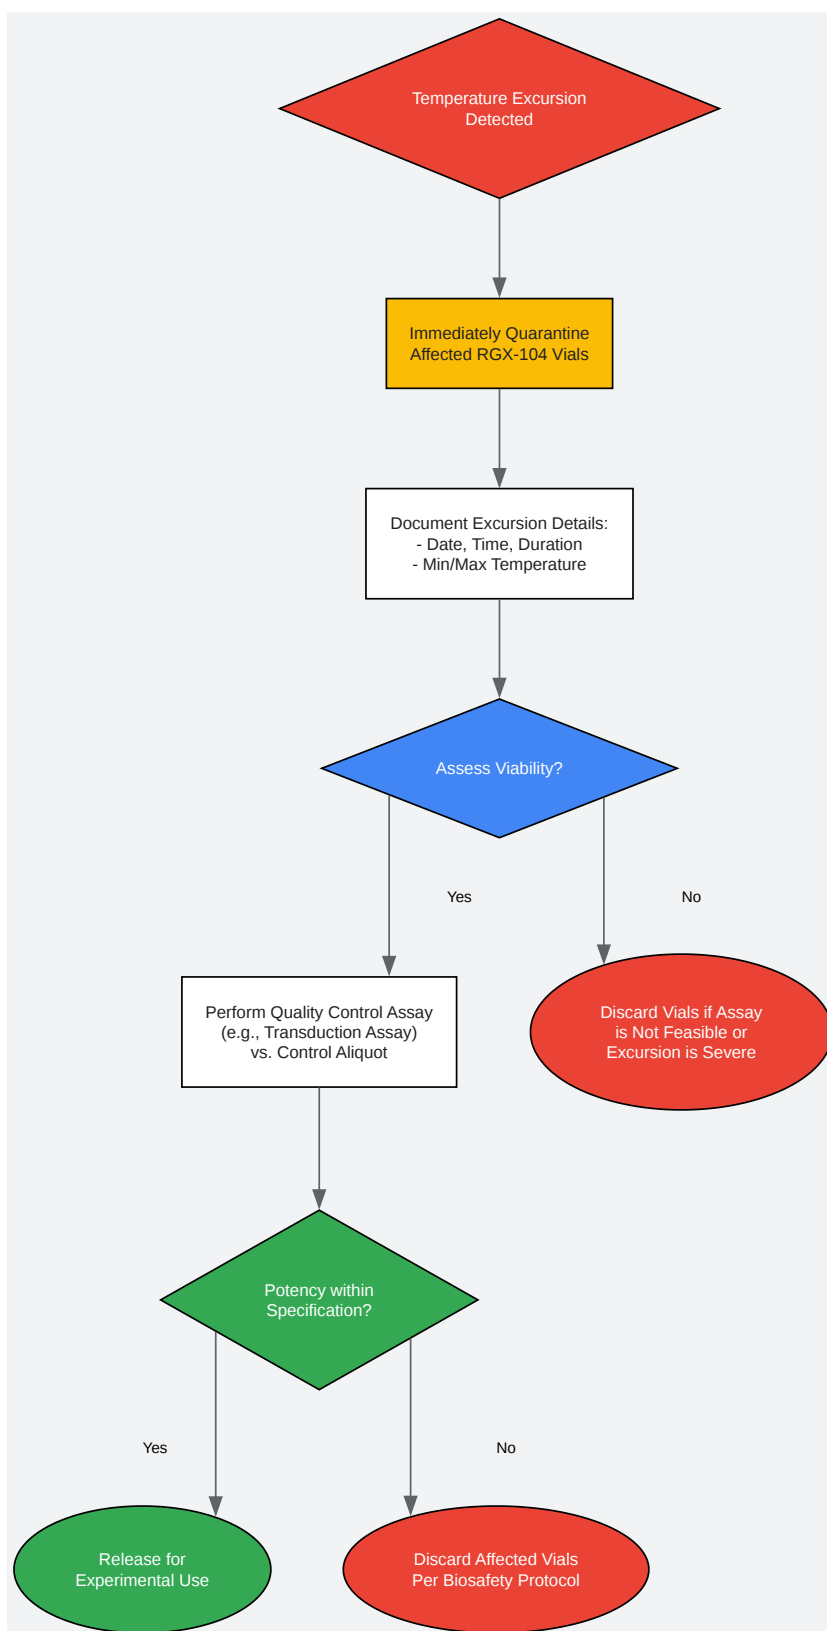 Temperature Excursion
Detected
Immediately Quarantine
Affected RGX-104 Vials
Document Excursion Details:
- Date, Time, Duration
- Min/Max Temperature
Assess Viability?
Yes
No
Perform Quality Control Assay
(e.g., Transduction Assay)
vs. Control Aliquot
Discard Vials if Assay
is Not Feasible or
Excursion is Severe
Potency within
Specification?
Yes
No
Release for
Experimental Use
Discard Affected Vials
Per Biosafety Protocol